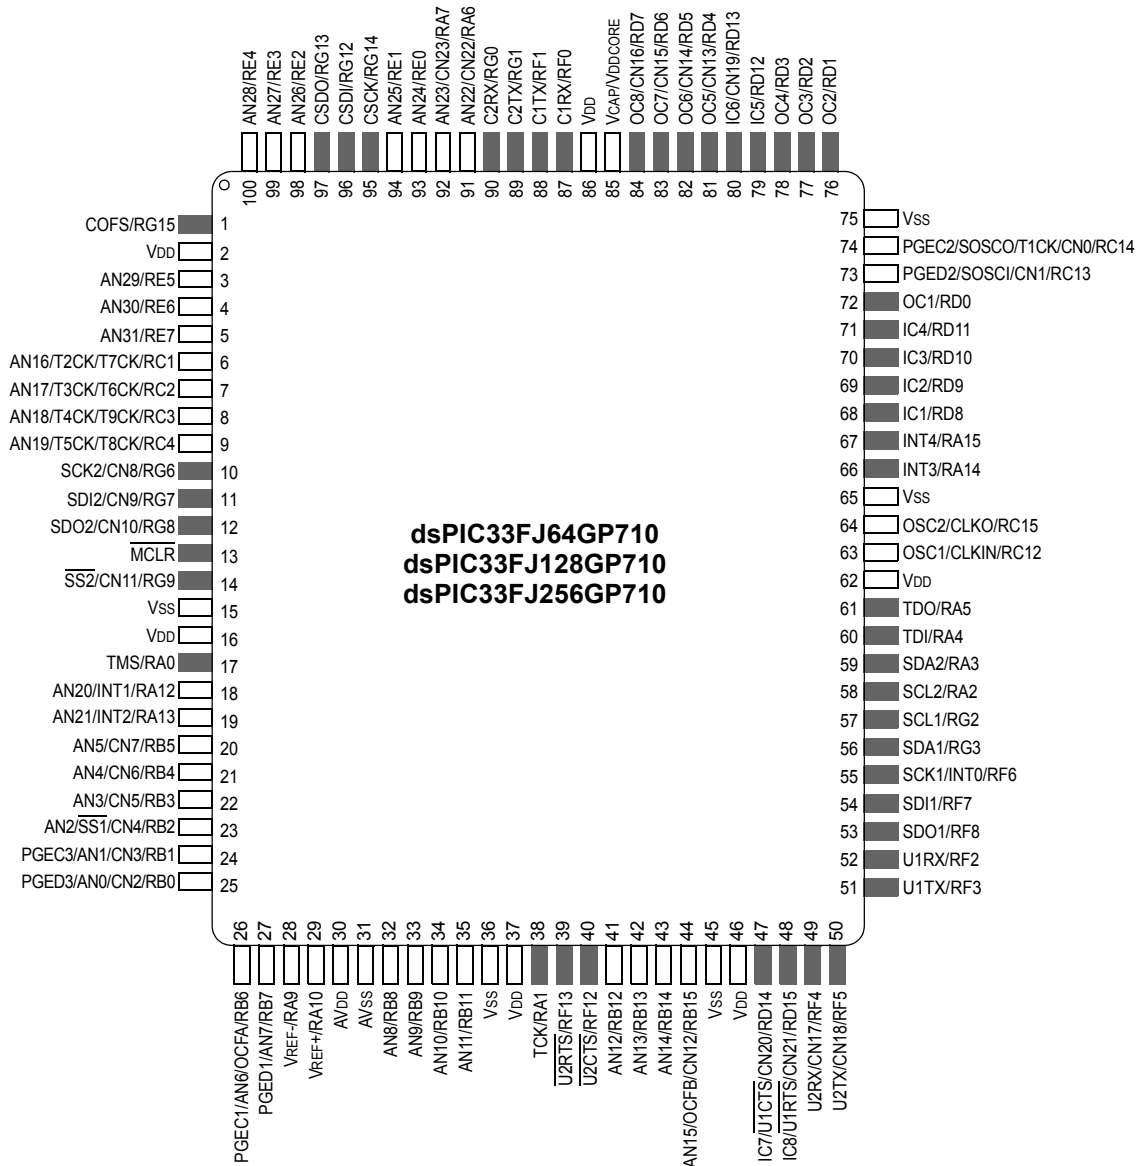 AN28/RE4
AN27/RE3
AN26/RE2
CSDO/RG13
CSDI/RG12
CSCK/RG14
AN25/RE1
AN24/RE0
AN23/CN23/RA7
AN22/CN22/RA6
C2RX/RG0
C2TX/RG1
C1TX/RF1
C1RX/RF0
VDD
VCAP/VDDCORE
OC8/CN16/RD7
OC7/CN15/RD6
OC6/CN14/RD5
OC5/CN13/RD4
IC6/CN19/RD13
IC5/RD12
OC4/RD3
OC3/RD2
OC2/RD1
100 99 98 97 96 95 94 93 92 91 90 89 88 87 86 85 84 83 82 81 80 79 78 77 76
COFS/RG15 1
VDD 2
AN29/RE5 3
AN30/RE6 4
AN31/RE7 5
AN16/T2CK/T7CK/RC1 6
AN17/T3CK/T6CK/RC2 7
AN18/T4CK/T9CK/RC3 8
AN19/T5CK/T8CK/RC4 9
SCK2/CN8/RG6 10
SDI2/CN9/RG7 11
SDO2/CN10/RG8 12
MCLR 13
SS2/CN11/RG9 14
VSS 15
VDD 16
TMS/RA0 17
AN20/INT1/RA12 18
AN21/INT2/RA13 19
AN5/CN7/RB5 20
AN4/CN6/RB4 21
AN3/CN5/RB3 22
AN2/SS1/CN4/RB2 23
PGEC3/AN1/CN3/RB1 24
PGED3/AN0/CN2/RB0 25
dsPIC33FJ64GP710
dsPIC33FJ128GP710
dsPIC33FJ256GP710
75 VSS
74 PGEC2/SOSCO/T1CK/CN0/RC14
73 PGED2/SOSCI/CN1/RC13
72 OC1/RD0
71 IC4/RD11
70 IC3/RD10
69 IC2/RD9
68 IC1/RD8
67 INT4/RA15
66 INT3/RA14
65 VSS
64 OSC2/CLKO/RC15
63 OSC1/CLKIN/RC12
62 VDD
61 TDO/RA5
60 TDI/RA4
59 SDA2/RA3
58 SCL2/RA2
57 SCL1/RG2
56 SDA1/RG3
55 SCK1/INT0/RF6
54 SDI1/RF7
53 SDO1/RF8
52 U1RX/RF2
51 U1TX/RF3
26 27 28 29 30 31 32 33 34 35 36 37 38 39 40 41 42 43 44 45 46 47 48 49 50
PGEC1/AN6/OCFA/RB6
PGED1/AN7/RB7
VREF-/RA9
VREF+/RA10
AVDD
AVSS
AN8/RB8
AN9/RB9
AN10/RB10
AN11/RB11
VSS
VDD
TCK/RA1
U2RTS/RF13
U2CTS/RF12
AN12/RB12
AN13/RB13
AN14/RB14
AN15/OCFB/CN12/RB15
VSS
VDD
IC7/U1CTS/CN20/RD14
IC8/U1RTS/CN21/RD15
U2RX/CN17/RF4
U2TX/CN18/RF5